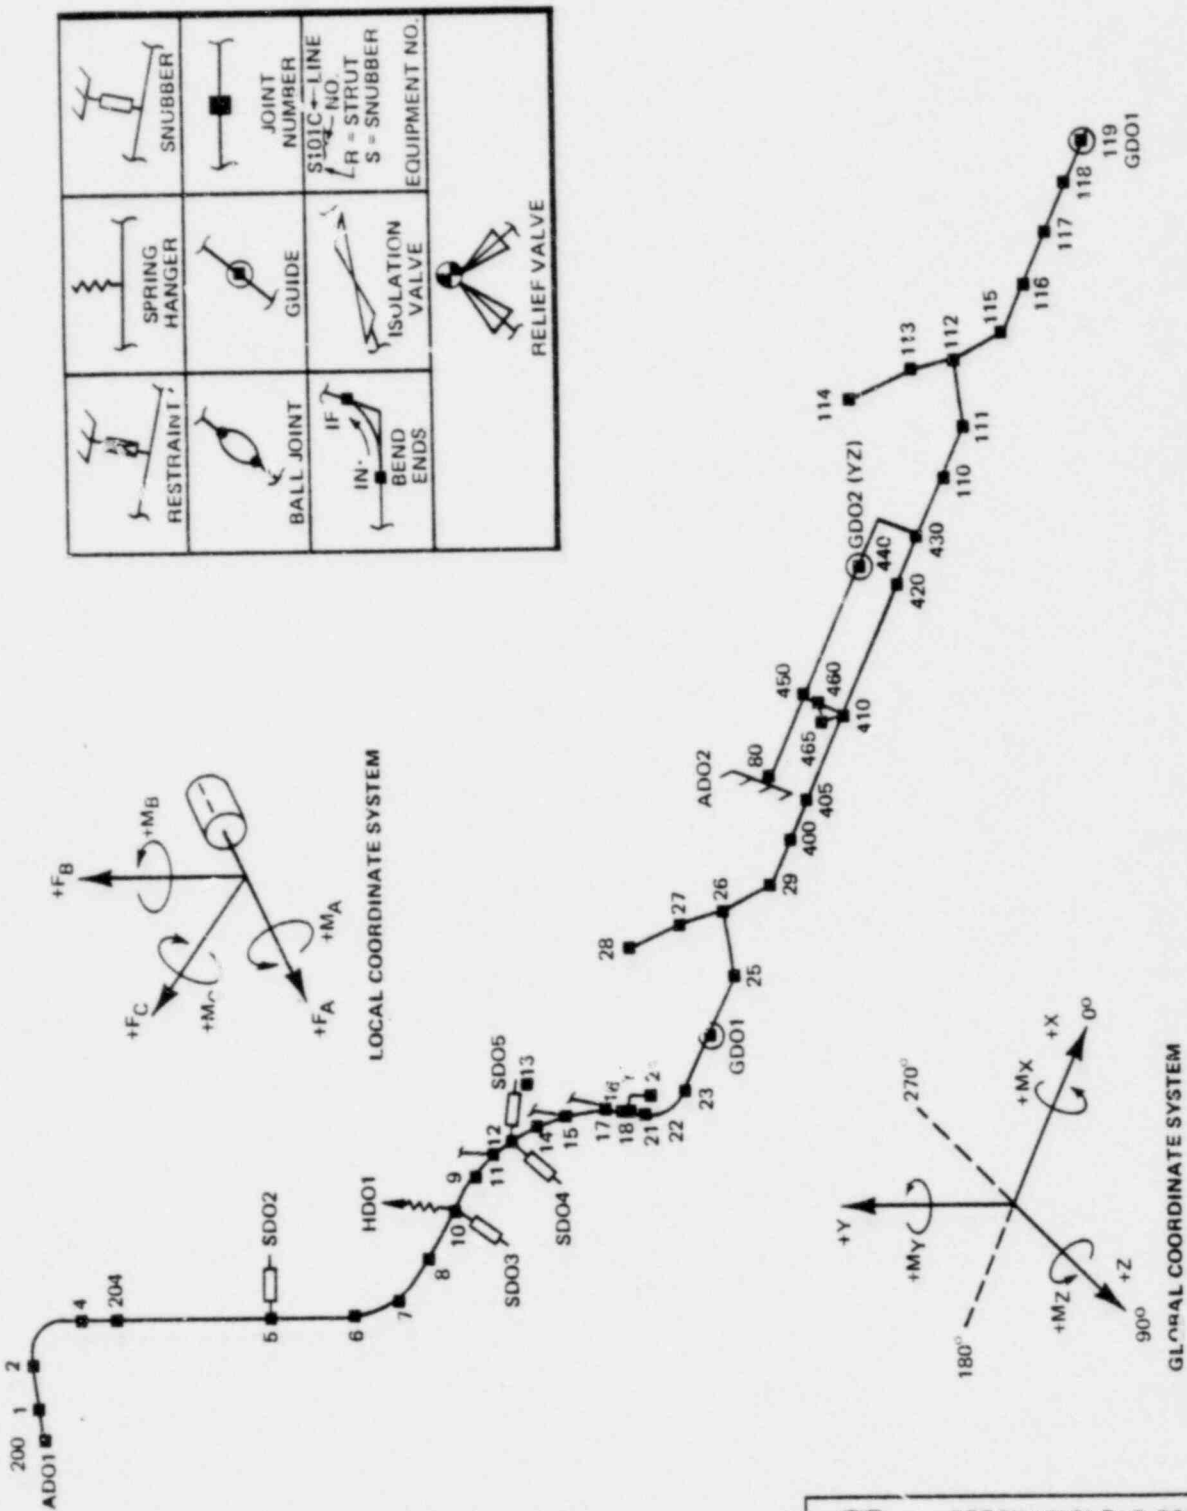 SNUBBER
JOINT
NUMBER
S101C ← LINE
NO.
R = STRUT
S = SNUBBER
EQUIPMENT NO.
SPRING
HANGER
GUIDE
ISOLATION
VALVE
RESTRAINT
BALL JOINT
IN
IF
BEND
ENDS
RELIEF VALVE
+FB
+MB
+FC
+MC
+MA
+FA
LOCAL COORDINATE SYSTEM
200
ADO1
1
2
4
204
5
SDO2
6
7
8
HDO1
10
SDO3
9
11
12
SDO5
13
SDO4
14
15
16
17
18
21
22
23
GDO1
25
26
27
28
29
400
405
ADO2
80
465
410
460
450
GDO2 (YZ)
440
420
430
110
111
112
113
114
115
116
117
118
119
GDO1
+Y
+MY
270°
180°
+MX
+X
0°
+MZ
+Z
90°
GLOBAL COORDINATE SYSTEM